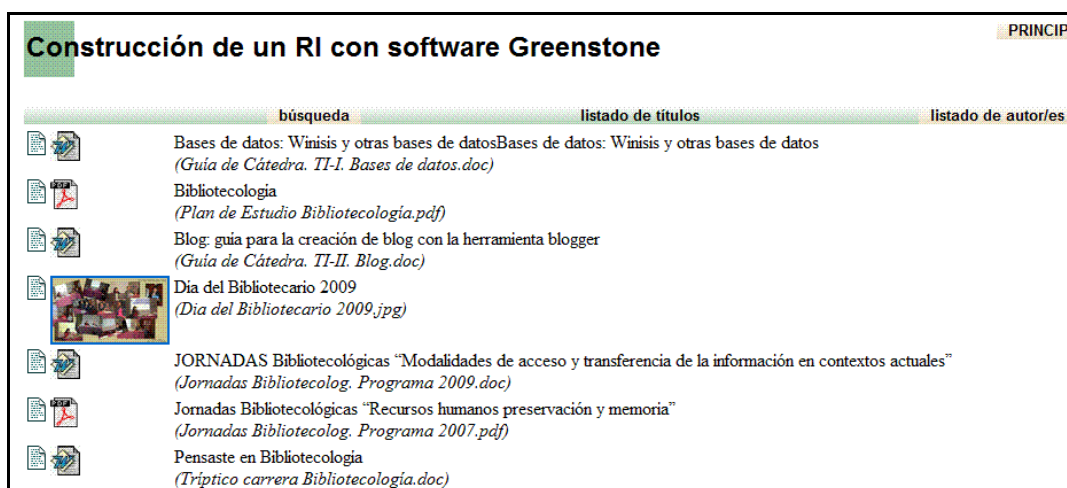 PRINCIP
Construcción de un RI con software Greenstone
búsqueda listado de títulos listado de autor/es
Bases de datos: Winisis y otras bases de datosBases de datos: Winisis y otras bases de datos
(Guía de Cátedra. TI-I. Bases de datos.doc)
PDF
Bibliotecología
(Plan de Estudio Bibliotecología.pdf)
Blog: guia para la creación de blog con la herramienta blogger
(Guía de Cátedra. TI-II. Blog.doc)
Día del Bibliotecario 2009
(Dia del Bibliotecario 2009.jpg)
JORNADAS Bibliotecológicas “Modalidades de acceso y transferencia de la información en contextos actuales”
(Jornadas Bibliotecolog. Programa 2009.doc)
PDF
Jornadas Bibliotecológicas “Recursos humanos preservación y memoria”
(Jornadas Bibliotecolog. Programa 2007.pdf)
Pensaste en Bibliotecología
(Tríptico carrera Bibliotecología.doc)